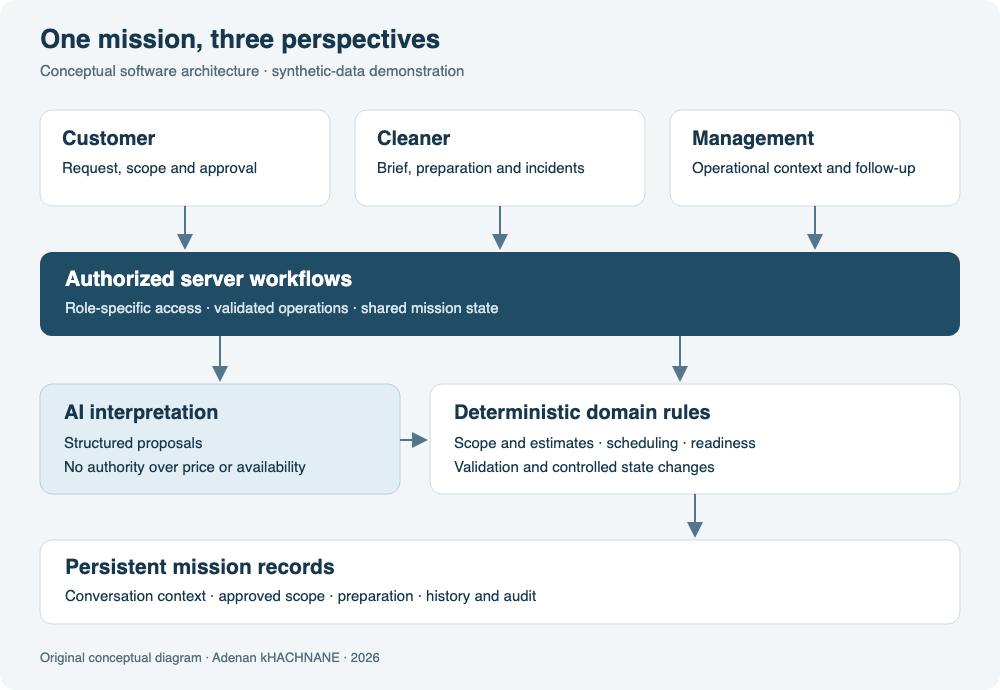 One mission, three perspectives
Conceptual software architecture · synthetic-data demonstration
Customer
Request, scope and approval
Cleaner
Brief, preparation and incidents
Management
Operational context and follow-up
Authorized server workflows
Role-specific access · validated operations · shared mission state
AI interpretation
Structured proposals
No authority over price or availability
Deterministic domain rules
Scope and estimates · scheduling · readiness
Validation and controlled state changes
Persistent mission records
Conversation context · approved scope · preparation · history and audit
Original conceptual diagram · Adenan kHACHNANE · 2026